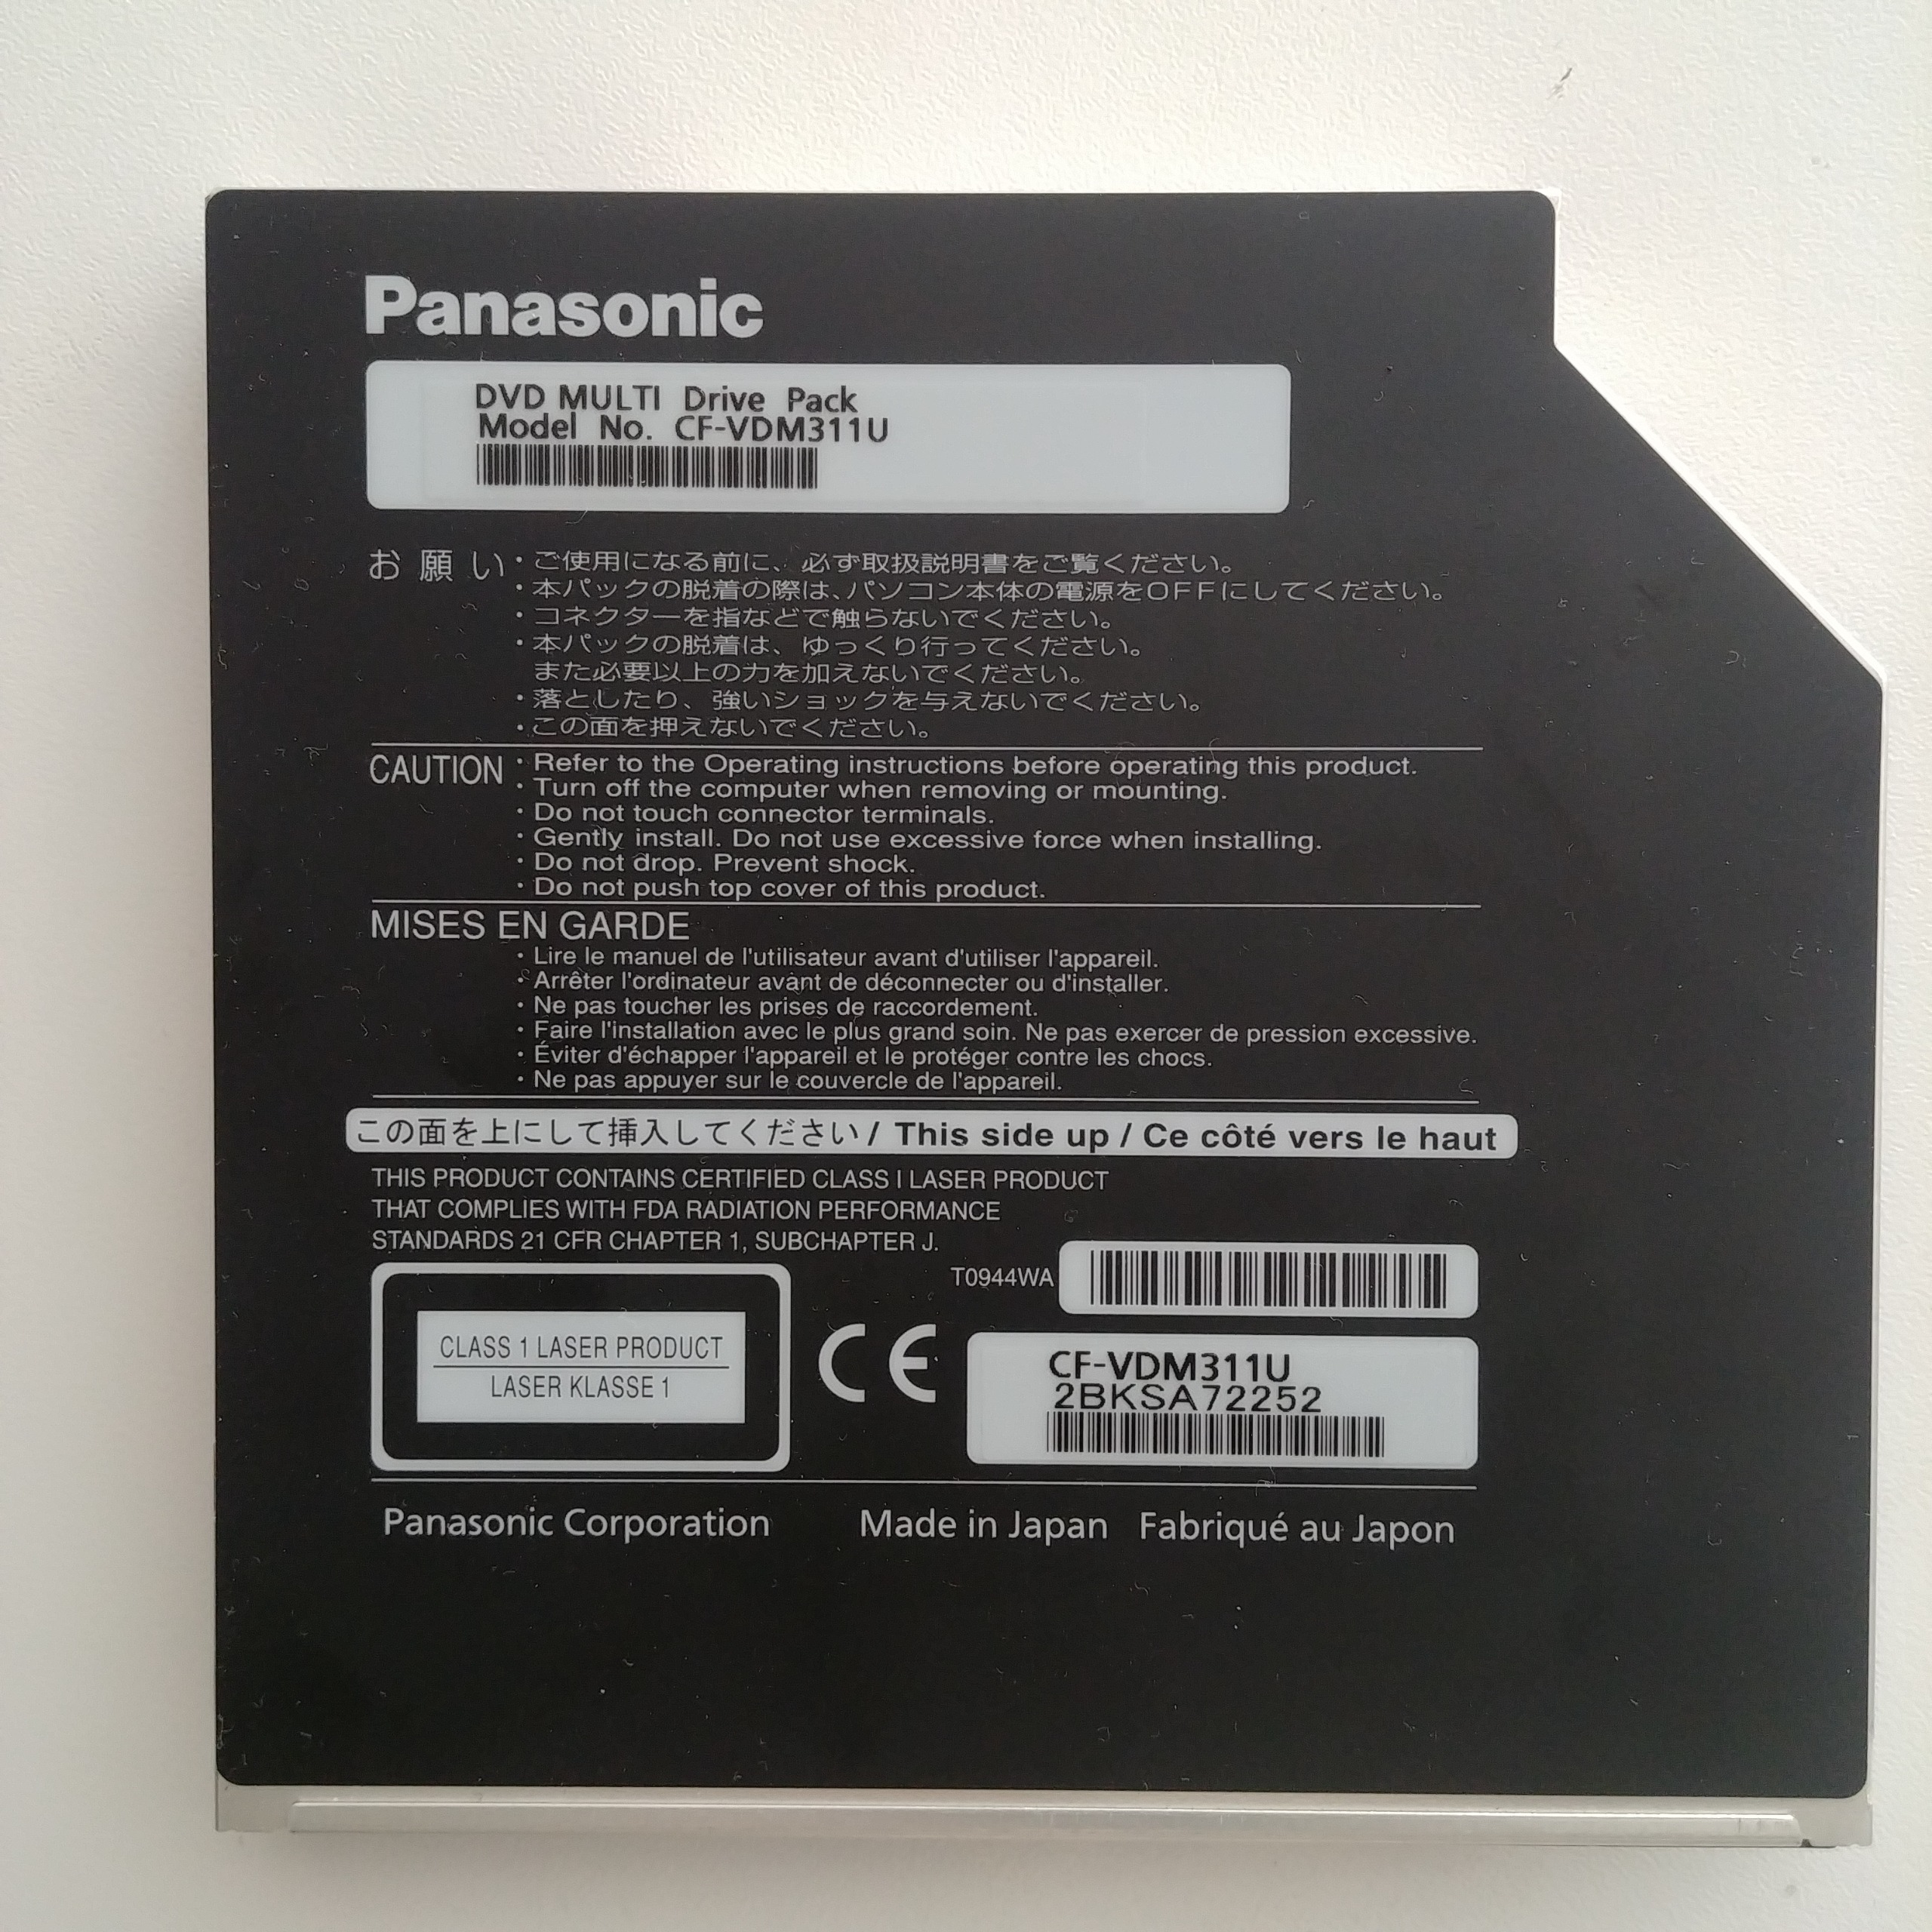 Panasonic
DVD MULTI Drive Pack
Model No. CF-VDM311U
お願い・ご使用になる前に、必ず取扱説明書をご覧ください。
・本パックの脱着の際は、パソコン本体の電源をOFFにしてください。
・コネクターを指などで触らないでください。
・本パックの脱着は、ゆっくり行ってください。
また必要以上の力を加えないでください。
・落としたり、強いショックを与えないでください。
・この面を押えないでください。
CAUTION・Refer to the Operating instructions before operating this product.
・Turn off the computer when removing or mounting.
・Do not touch connector terminals.
・Gently install. Do not use excessive force when installing.
・Do not drop. Prevent shock.
・Do not push top cover of this product.
MISES EN GARDE
・Lire le manuel de l'utilisateur avant d'utiliser l'appareil.
・Arrêter l'ordinateur avant de déconnecter ou d'installer.
・Ne pas toucher les prises de raccordement.
・Faire l'installation avec le plus grand soin. Ne pas exercer de pression excessive.
・Éviter d'échapper l'appareil et le protéger contre les chocs.
・Ne pas appuyer sur le couvercle de l'appareil.
この面を上にして挿入してください / This side up / Ce côté vers le haut
THIS PRODUCT CONTAINS CERTIFIED CLASS I LASER PRODUCT
THAT COMPLIES WITH FDA RADIATION PERFORMANCE
STANDARDS 21 CFR CHAPTER 1, SUBCHAPTER J.
T0944WA
CLASS 1 LASER PRODUCT
LASER KLASSE 1
CE
CF-VDM311U
2BKSA72252
Panasonic Corporation Made in Japan Fabriqué au Japon